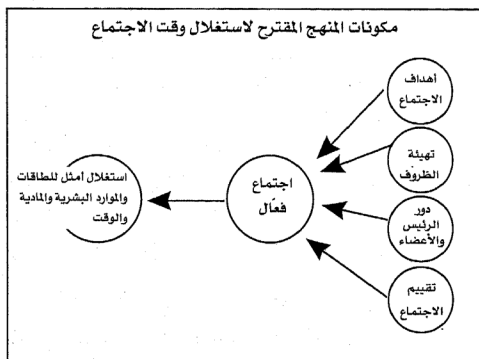 مكونات المنهج المقترح لاستغلال وقت الاجتماع
أهداف
الاجتماع
تهيئة
الظروف
دور
الرئيس
والأعضاء
تقييم
الاجتماع
اجتماع
فعّال
استغلال أمثل للطاقات
والموارد البشرية والمادية
والوقت